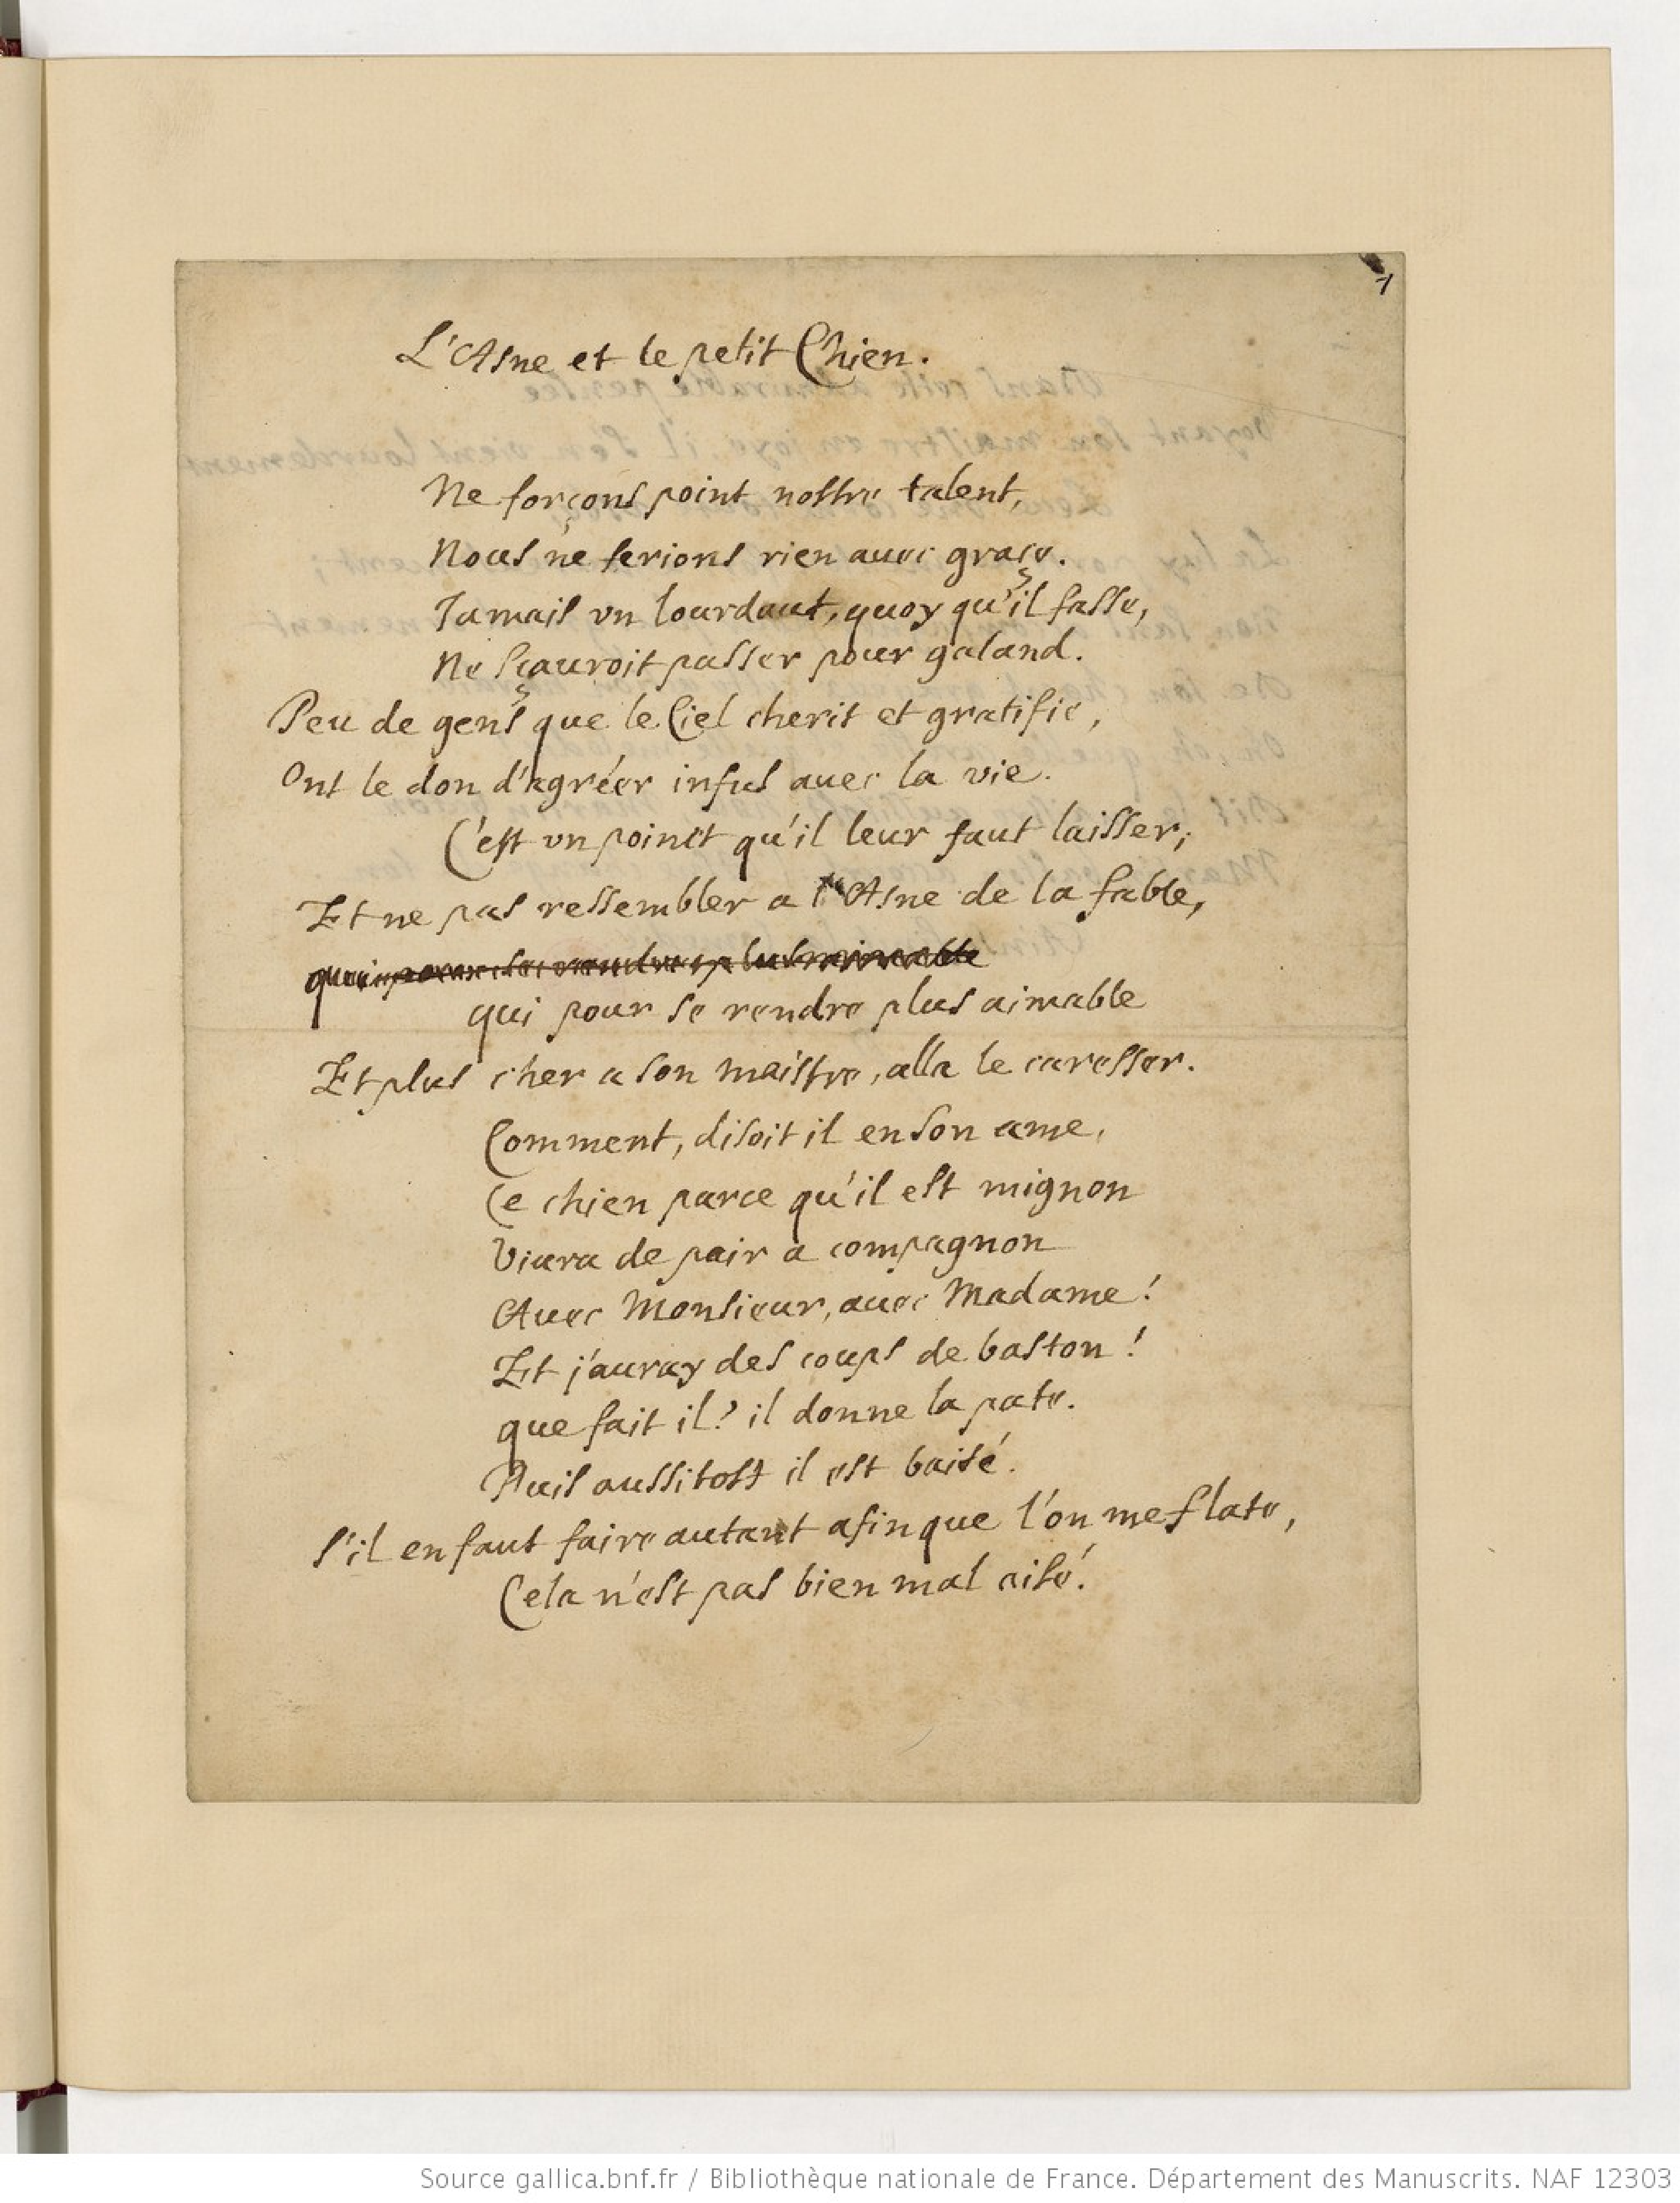 1
L'Asne et le petit Chien.
Ne forçons point nostre talent,
Nous ne ferions rien avec grace.
Jamais vn lourdaut, quoy qu'il fasse,
Ne sçauroit passer pour galand.
Peu de gens que le Ciel cherit et gratifie,
Ont le don d'agréer infus auec la vie.
C'est vn poinct qu'il leur faut laisser;
Et ne pas ressembler a l'Asne de la fable,
qui pour se rendre plus aimable
qui pour se rendre plus aimable
Et plus cher a son maistre, alla le caresser.
Comment, disoit il en son ame,
Ce chien parce qu'il est mignon
Viura de pair a compagnon
Auec Monsieur, auec Madame!
Et j'auray des coups de baston!
que fait il? il donne la pate.
Puis aussitost il est baisé.
S'il en faut faire autant afin que l'on me flate,
Cela n'est pas bien mal aisé.
Source gallica.bnf.fr / Bibliothèque nationale de France. Département des Manuscrits. NAF 12303